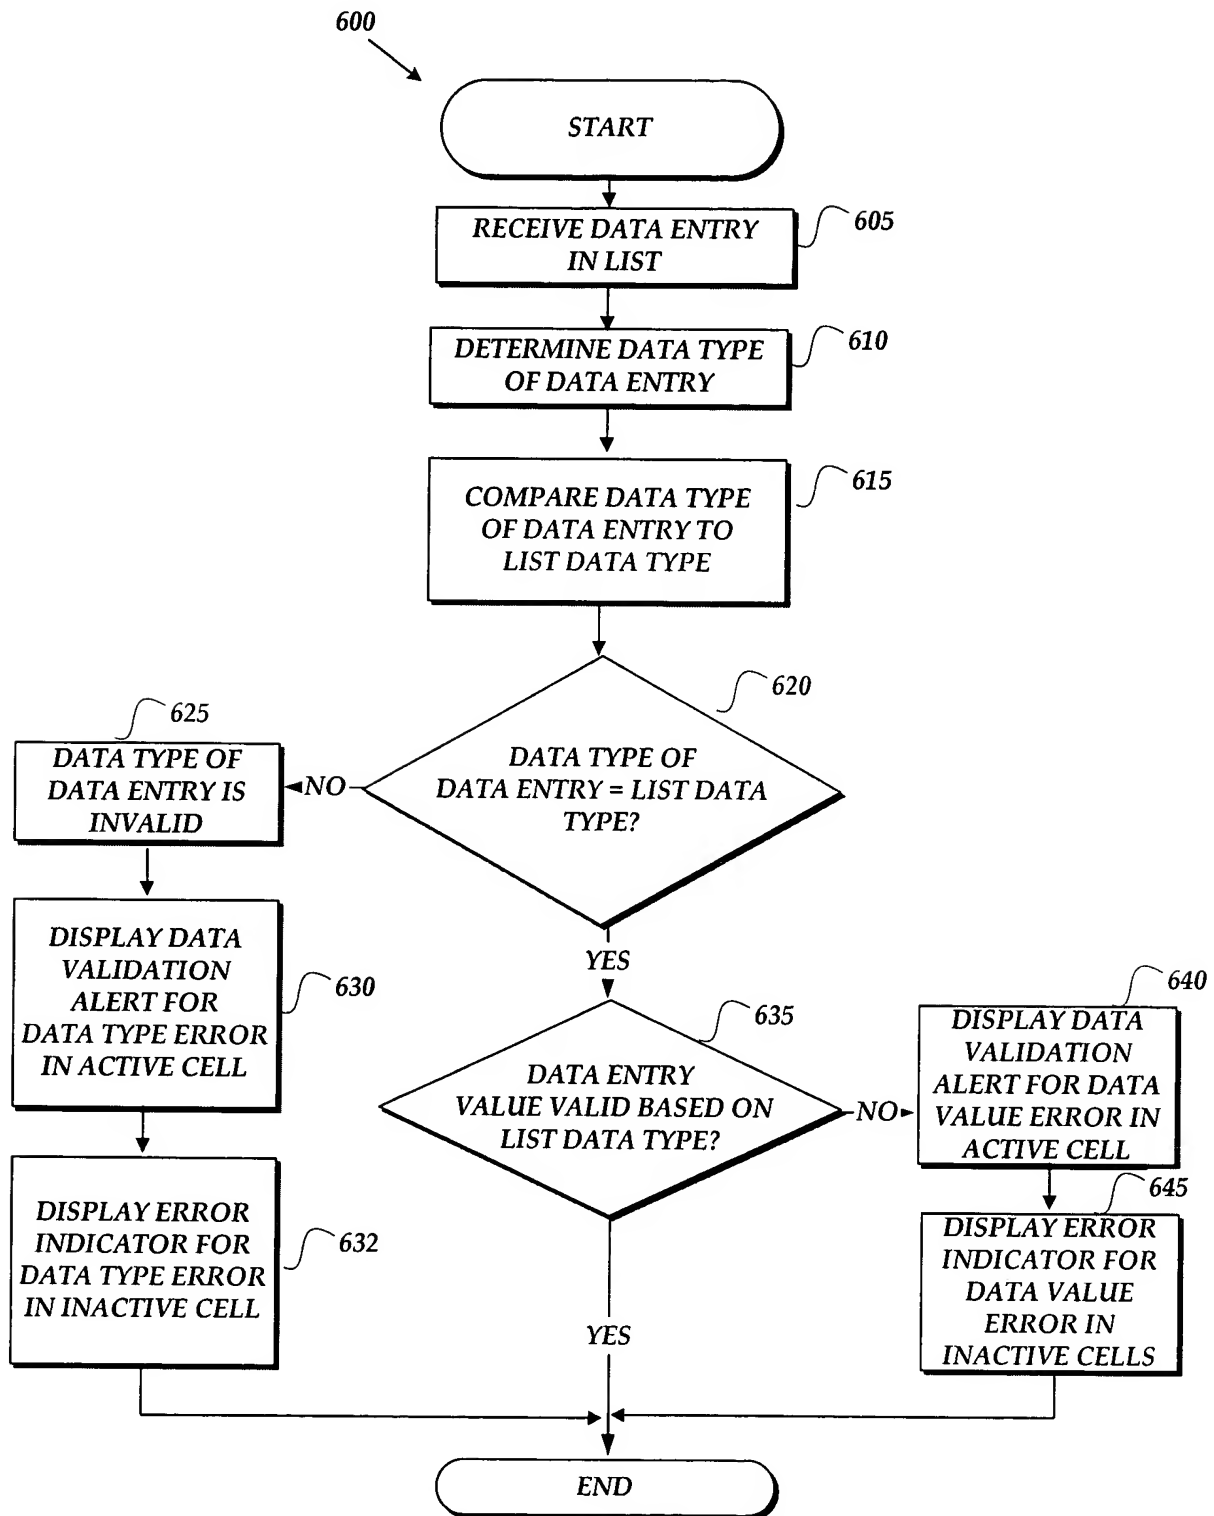 600
START
605
RECEIVE DATA ENTRY
IN LIST
610
DETERMINE DATA TYPE
OF DATA ENTRY
615
COMPARE DATA TYPE
OF DATA ENTRY TO
LIST DATA TYPE
620
DATA TYPE OF
DATA ENTRY = LIST DATA
TYPE?
NO
625
DATA TYPE OF
DATA ENTRY IS
INVALID
630
DISPLAY DATA
VALIDATION
ALERT FOR
DATA TYPE ERROR
IN ACTIVE CELL
632
DISPLAY ERROR
INDICATOR FOR
DATA TYPE ERROR
IN INACTIVE CELL
YES
635
DATA ENTRY
VALUE VALID BASED ON
LIST DATA TYPE?
NO
640
DISPLAY DATA
VALIDATION
ALERT FOR DATA
VALUE ERROR IN
ACTIVE CELL
645
DISPLAY ERROR
INDICATOR FOR
DATA VALUE
ERROR IN
INACTIVE CELLS
YES
END